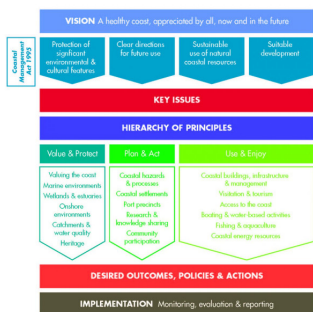 VISION A healthy coast, appreciated by all, now and in the future
Coastal
Management
Act 1995
Protection of
significant
environmental &
cultural features
Clear directions
for future use
Sustainable
use of natural
coastal resources
Suitable
development
KEY ISSUES
HIERARCHY OF PRINCIPLES
Value & Protect
Plan & Act
Use & Enjoy
Valuing the coast
Marine environments
Wetlands & estuaries
Onshore
environments
Catchments &
water quality
Heritage
Coastal hazards
& processes
Coastal settlements
Port precincts
Research &
knowledge sharing
Community
participation
Coastal buildings, infrastructure
& management
Visitation & tourism
Access to the coast
Boating & water-based activities
Fishing & aquaculture
Coastal energy resources
DESIRED OUTCOMES, POLICIES & ACTIONS
IMPLEMENTATION Monitoring, evaluation & reporting